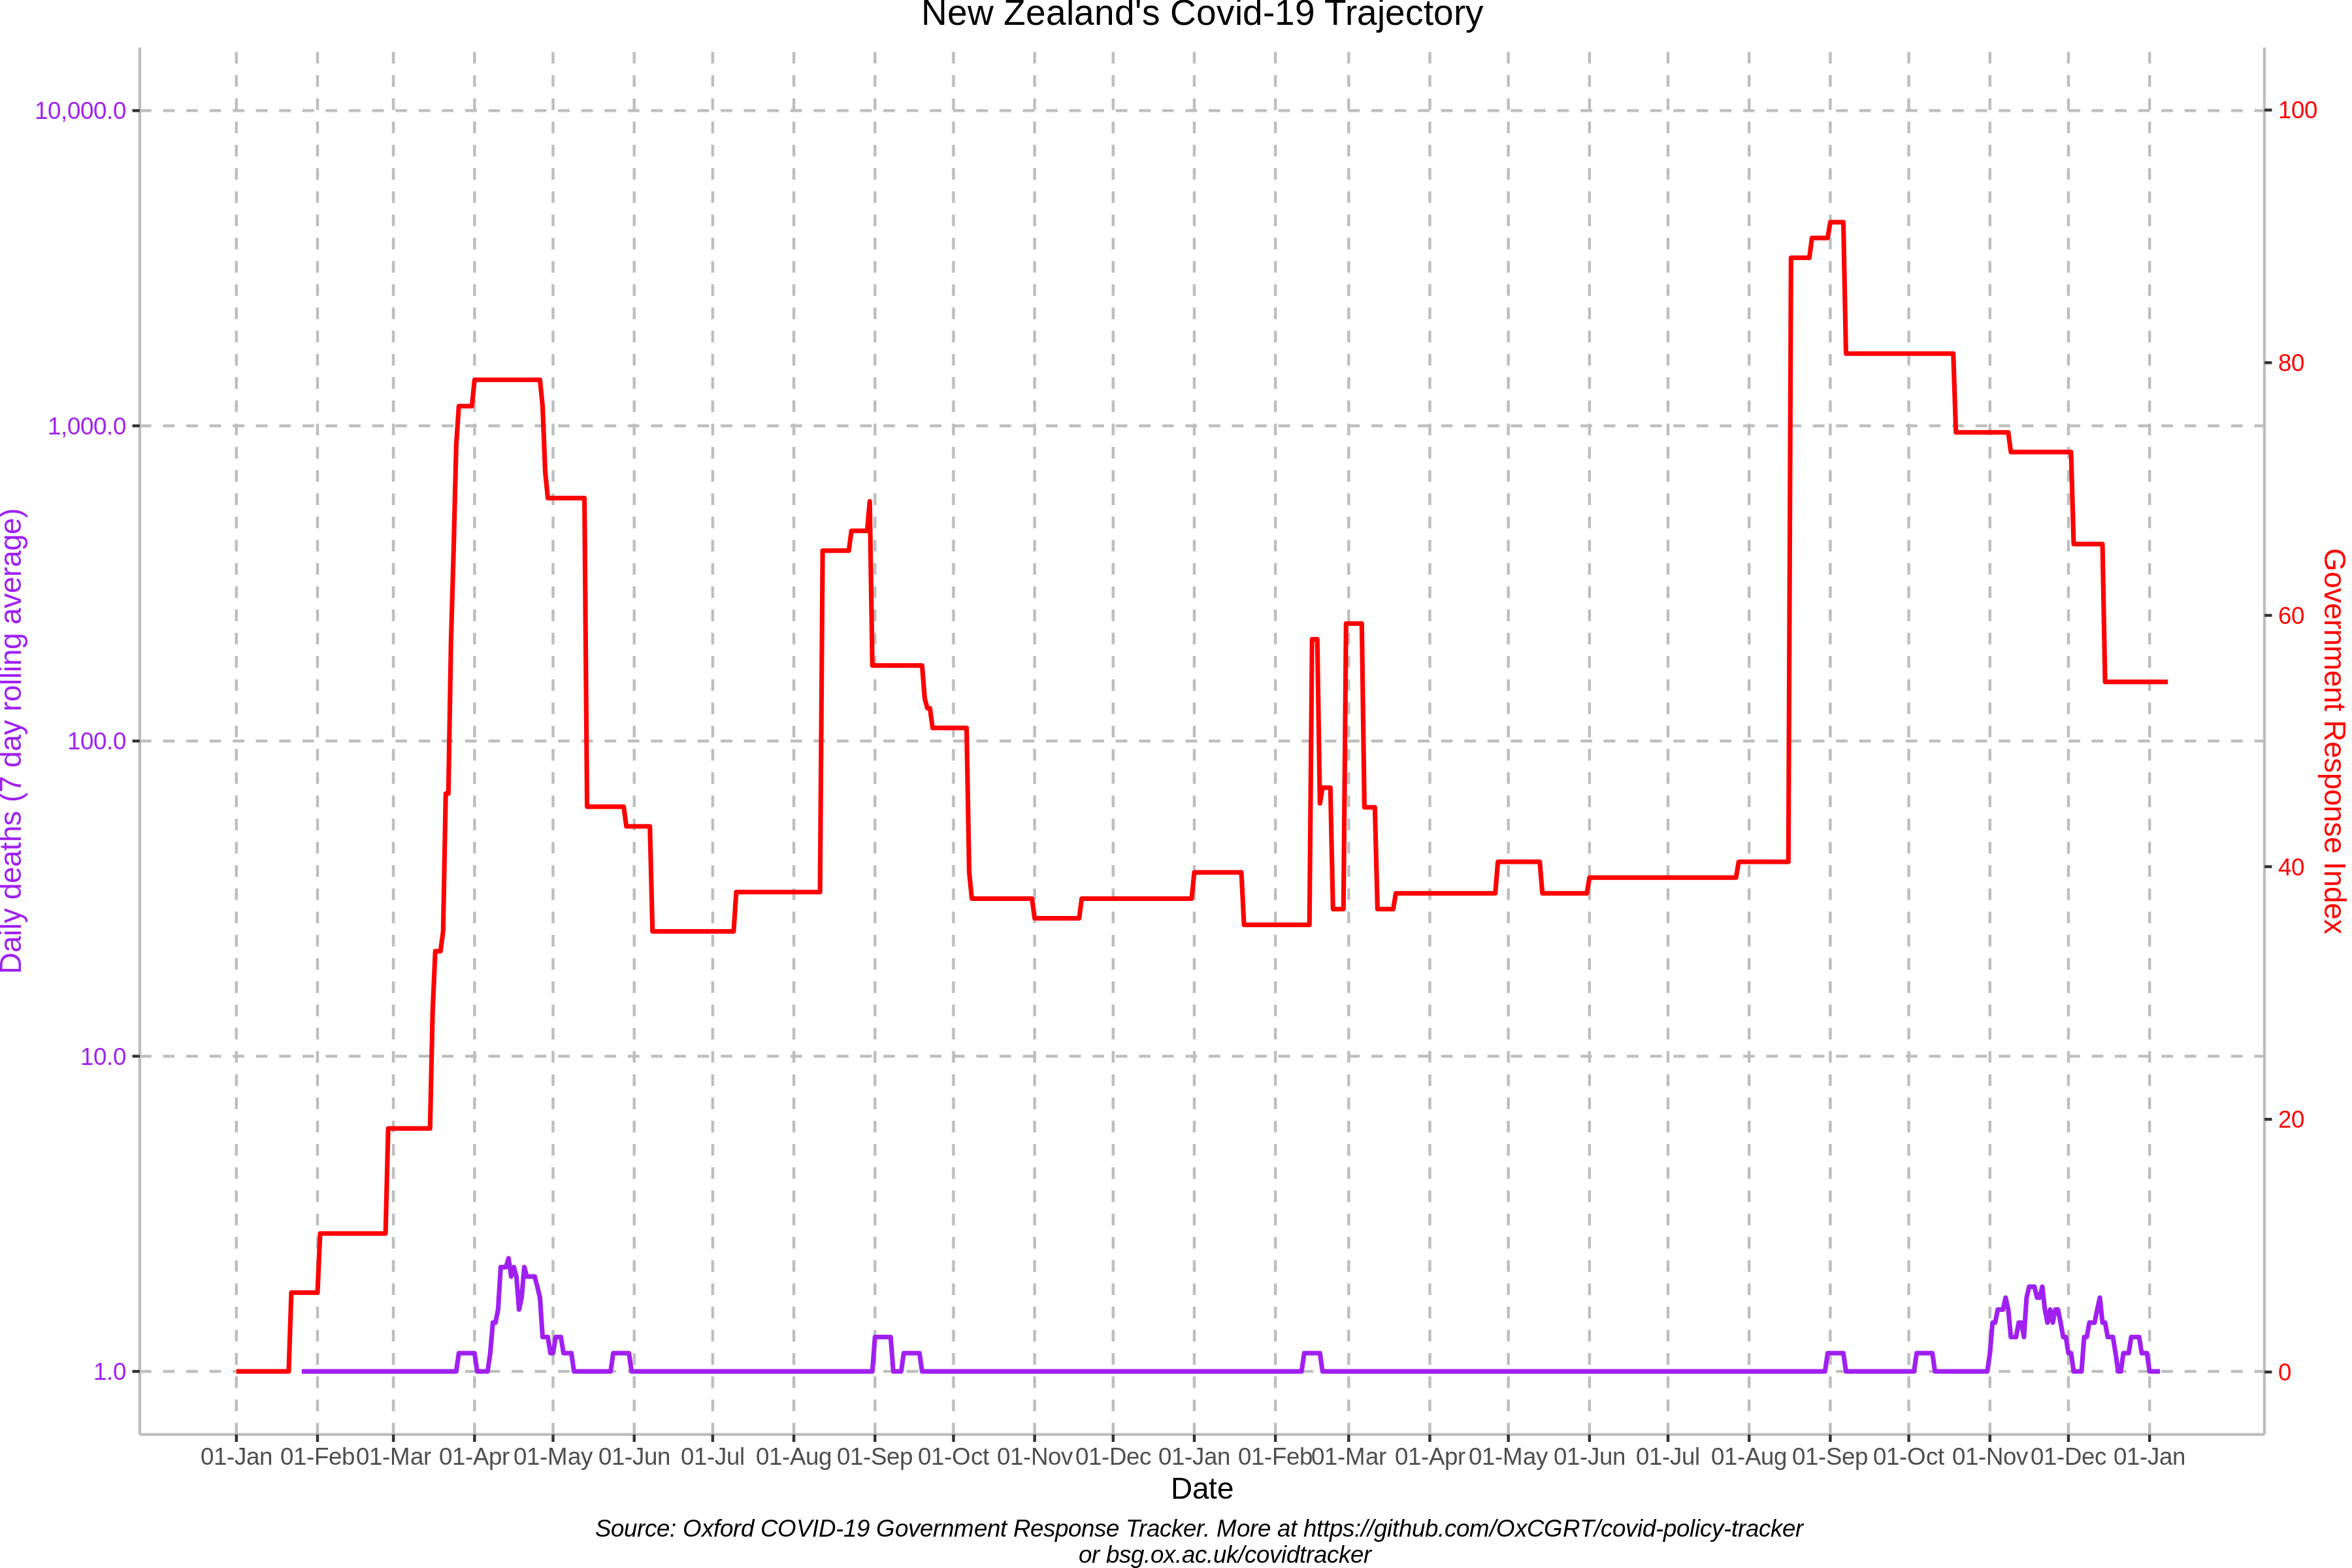 New Zealand's Covid-19 Trajectory
10,000.0
1,000.0
100.0
10.0
1.0
Daily deaths (7 day rolling average)
100
80
60
40
20
0
Government Response Index
01-Jan 01-Feb 01-Mar 01-Apr 01-May 01-Jun 01-Jul 01-Aug 01-Sep 01-Oct 01-Nov 01-Dec 01-Jan 01-Feb 01-Mar 01-Apr 01-May 01-Jun 01-Jul 01-Aug 01-Sep 01-Oct 01-Nov 01-Dec 01-Jan
Date
Source: Oxford COVID-19 Government Response Tracker. More at https://github.com/OxCGRT/covid-policy-tracker
or bsg.ox.ac.uk/covidtracker